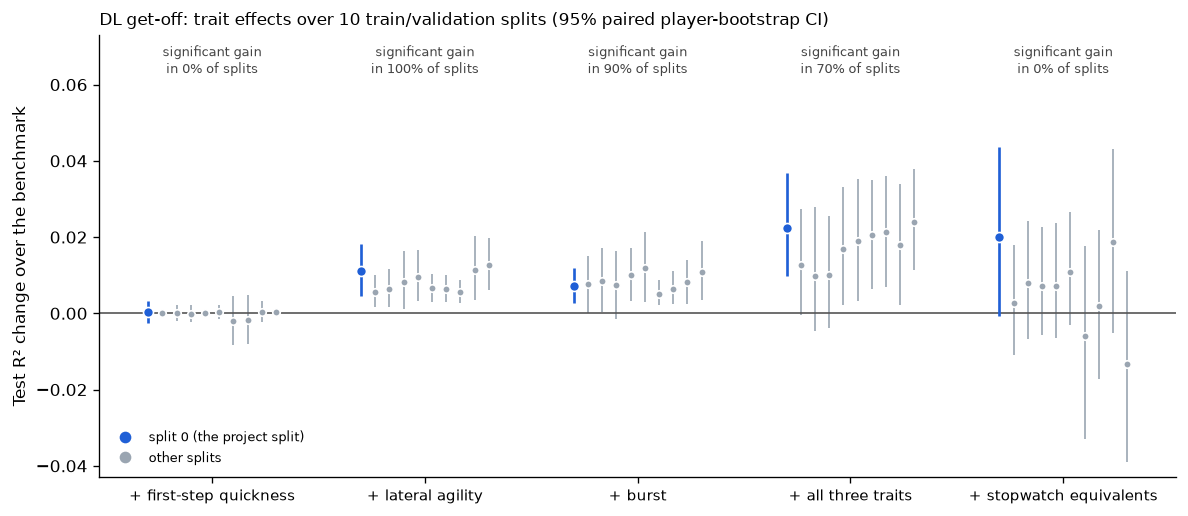 DL get-off: trait effects over 10 train/validation splits (95% paired player-bootstrap CI)
significant gain
in 0% of splits
significant gain
in 100% of splits
significant gain
in 90% of splits
significant gain
in 70% of splits
significant gain
in 0% of splits
Test R² change over the benchmark
0.06
0.04
0.02
0.00
−0.02
−0.04
split 0 (the project split)
other splits
+ first-step quickness
+ lateral agility
+ burst
+ all three traits
+ stopwatch equivalents